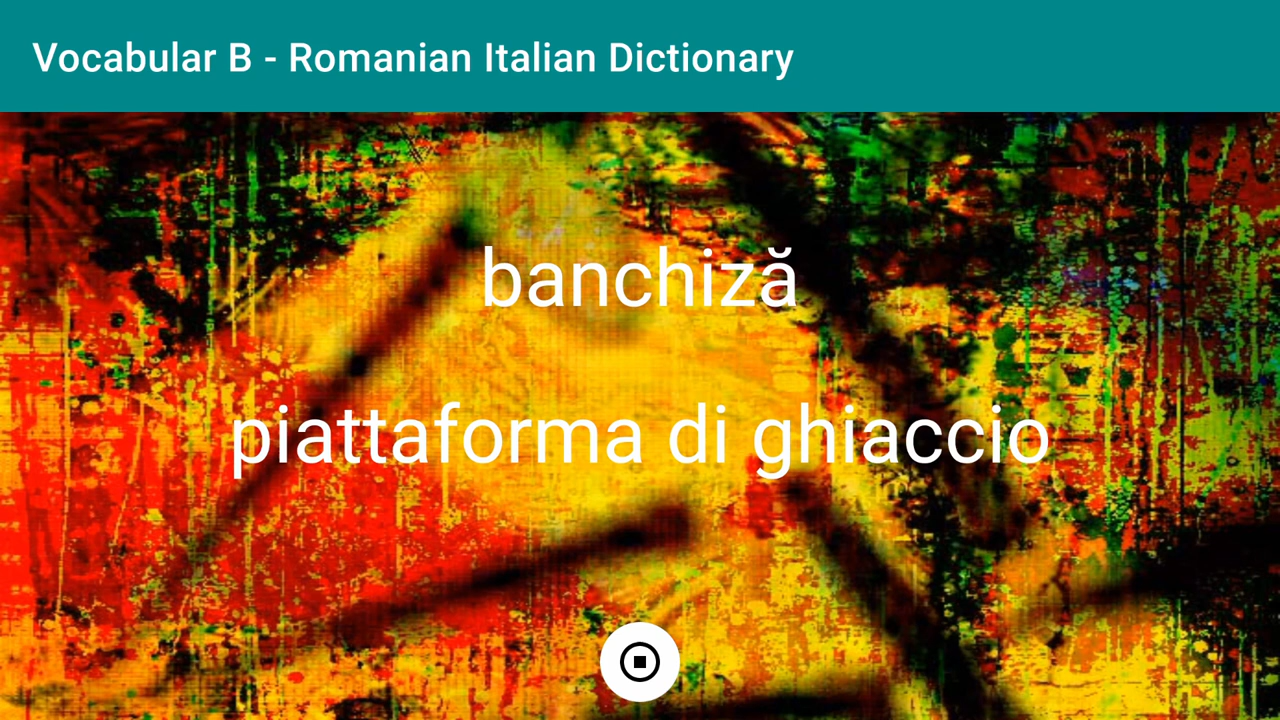 Vocabular B - Romanian Italian Dictionary
banchiză
piattaforma di ghiaccio